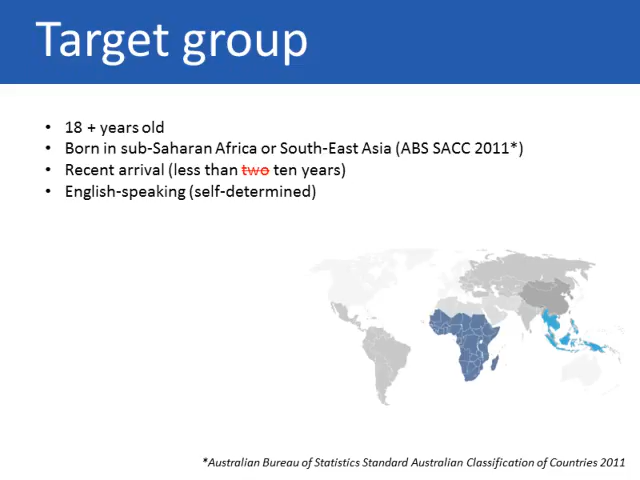 Target group
• 18 + years old
• Born in sub-Saharan Africa or South-East Asia (ABS SACC 2011*)
• Recent arrival (less than two ten years)
• English-speaking (self-determined)
*Australian Bureau of Statistics Standard Australian Classification of Countries 2011